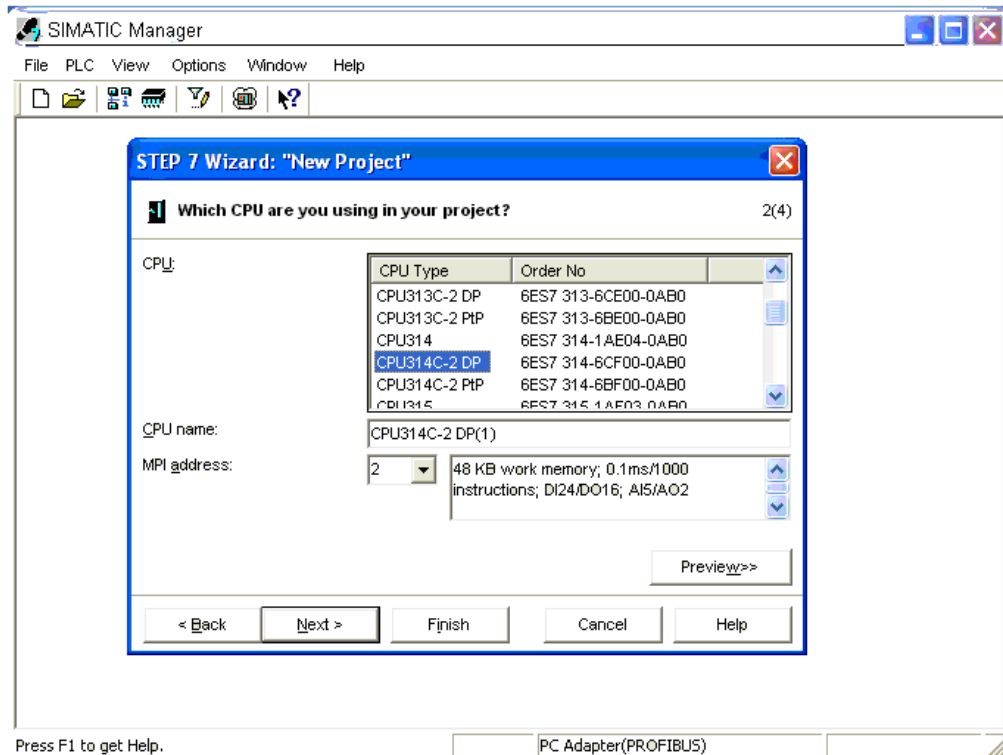 SIMATIC Manager
File PLC View Options Window Help
STEP 7 Wizard: "New Project"
Which CPU are you using in your project? 2(4)
CPU:
CPU Type Order No
CPU313C-2 DP 6ES7 313-6CE00-0AB0
CPU313C-2 PtP 6ES7 313-6BE00-0AB0
CPU314 6ES7 314-1AE04-0AB0
CPU314C-2 DP 6ES7 314-6CF00-0AB0
CPU314C-2 PtP 6ES7 314-6BF00-0AB0
CPU315 6ES7 315-1AF03-0AB0
CPU name: CPU314C-2 DP(1)
MPI address: 2 48 KB work memory; 0.1ms/1000
instructions; DI24/DO16; AI5/AO2
Preview>>
< Back Next > Finish Cancel Help
Press F1 to get Help. PC Adapter(PROFIBUS)